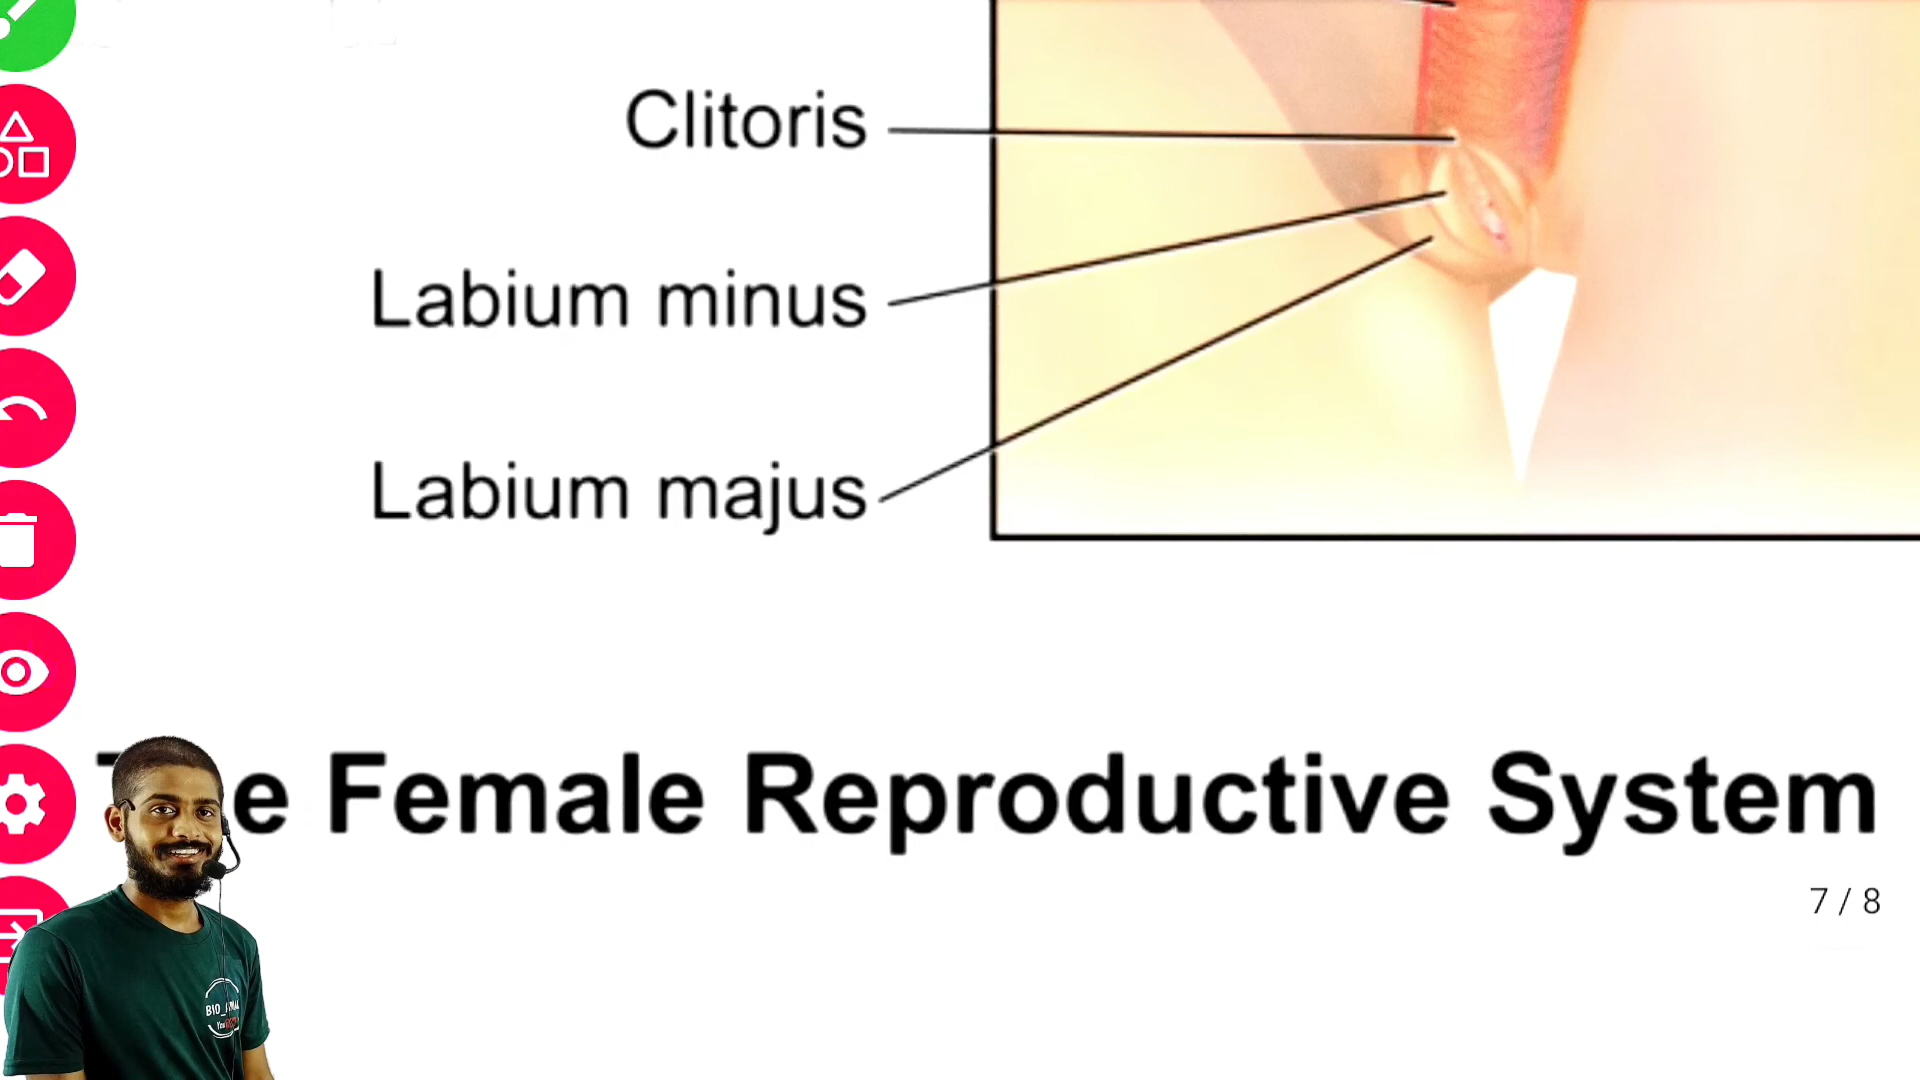 Clitoris
Labium minus
Labium majus
Female Reproductive System
7 / 8